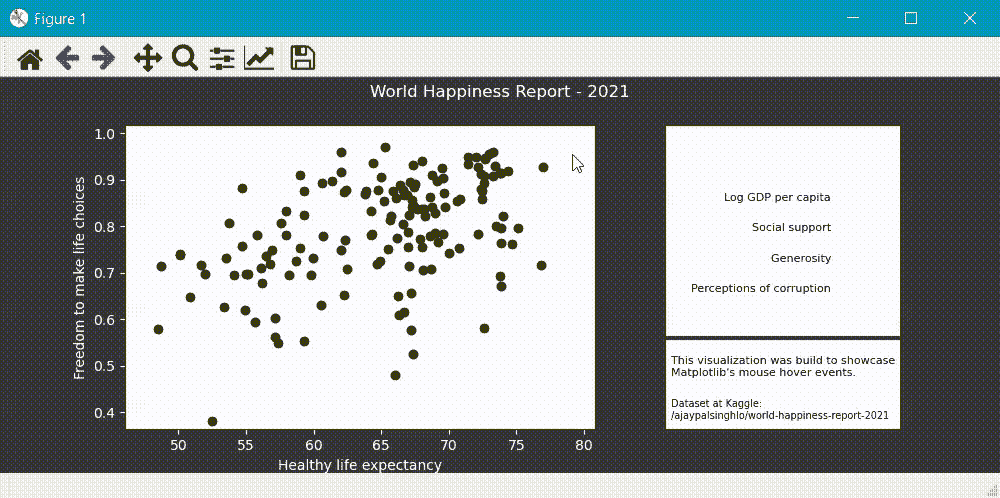 Figure 1
World Happiness Report - 2021
1.0
0.9
0.8
0.7
0.6
0.5
0.4
Freedom to make life choices
50 55 60 65 70 75 80
Healthy life expectancy
Log GDP per capita
Social support
Generosity
Perceptions of corruption
This visualization was build to showcase
Matplotlib's mouse hover events.
Dataset at Kaggle:
/ajaypalsinghlo/world-happiness-report-2021